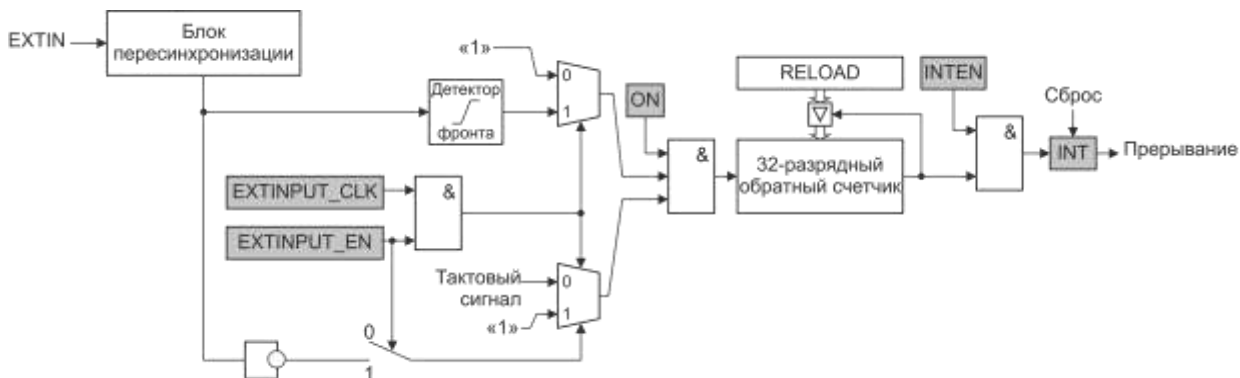 EXTIN
Блок
пересинхронизации
«1»
0
1
Детектор
фронта
ON
RELOAD
INTEN
Сброс
&
INT
Прерывание
&
32-разрядный
обратный счетчик
EXTINPUT_CLK
&
EXTINPUT_EN
Тактовый
сигнал
0
1
«1»
0
1